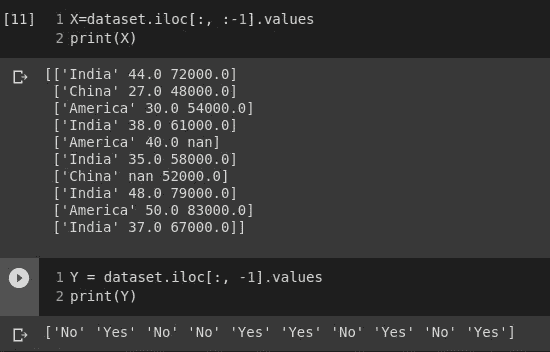 [11] 1 X=dataset.iloc[:, :-1].values
2 print(X)
[['India' 44.0 72000.0]
['China' 27.0 48000.0]
['America' 30.0 54000.0]
['India' 38.0 61000.0]
['America' 40.0 nan]
['India' 35.0 58000.0]
['China' nan 52000.0]
['India' 48.0 79000.0]
['America' 50.0 83000.0]
['India' 37.0 67000.0]]
1 Y = dataset.iloc[:, -1].values
2 print(Y)
['No' 'Yes' 'No' 'No' 'Yes' 'Yes' 'No' 'Yes' 'No' 'Yes']